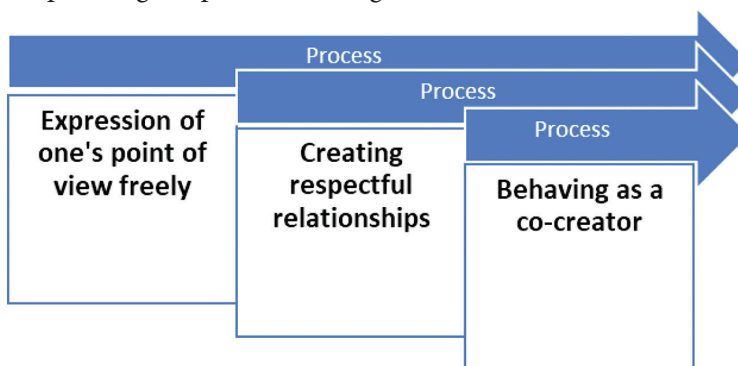 Process
Process
Process
Expression of
one's point of
view freely
Creating
respectful
relationships
Behaving as a
co-creator